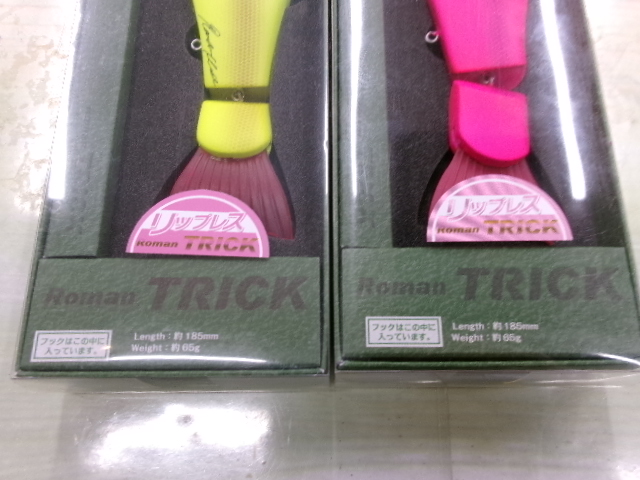 リップレス
Roman TRICK
Roman TRICK
フックはこの中に
入っています。
Length：約185mm
Weight：約65g
リップレス
Roman TRICK
Roman TRICK
フックはこの中に
入っています。
Length：約185mm
Weight：約65g